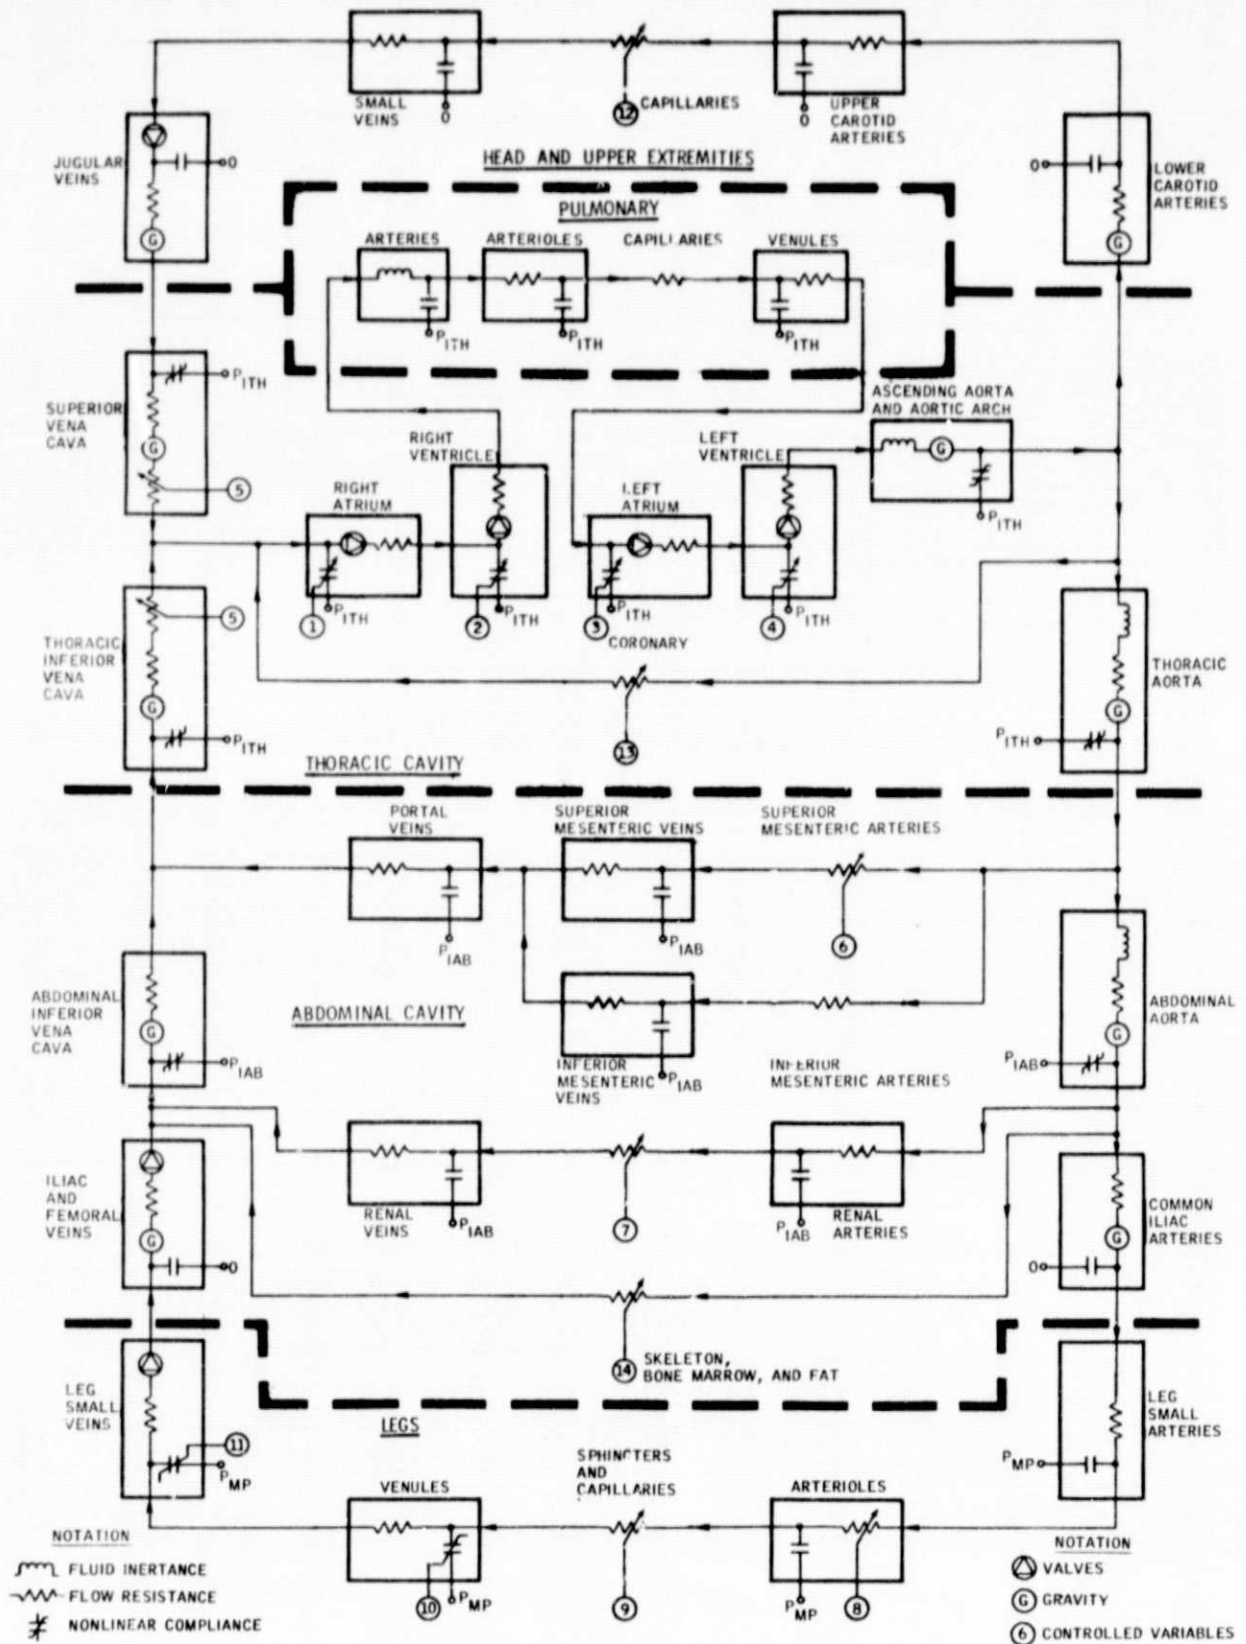 SMALL
VEINS
0
12
CAPILLARIES
0
UPPER
CAROTID
ARTERIES
JUGULAR
VEINS
0
G
HEAD AND UPPER EXTREMITIES
0
LOWER
CAROTID
ARTERIES
G
PULMONARY
ARTERIES
ARTERIOLES
CAPILLARIES
VENULES
PITH
PITH
PITH
SUPERIOR
VENA
CAVA
PITH
G
5
RIGHT
VENTRICLE
LEFT
VENTRICLE
ASCENDING AORTA
AND AORTIC ARCH
G
PITH
RIGHT
ATRIUM
LEFT
ATRIUM
1
PITH
2
PITH
3
PITH
4
PITH
THORACIC
INFERIOR
VENA
CAVA
5
G
PITH
CORONARY
13
THORACIC
AORTA
G
PITH
THORACIC CAVITY
PORTAL
VEINS
SUPERIOR
MESENTERIC VEINS
SUPERIOR
MESENTERIC ARTERIES
PIAB
PIAB
6
ABDOMINAL
INFERIOR
VENA
CAVA
G
PIAB
ABDOMINAL CAVITY
INFERIOR
MESENTERIC
VEINS
PIAB
INFERIOR
MESENTERIC ARTERIES
ABDOMINAL
AORTA
G
PIAB
ILIAC
AND
FEMORAL
VEINS
G
0
RENAL
VEINS
PIAB
7
PIAB
RENAL
ARTERIES
COMMON
ILIAC
ARTERIES
G
0
14
SKELETON,
BONE MARROW, AND FAT
LEG
SMALL
VEINS
11
PMP
LEGS
LEG
SMALL
ARTERIES
PMP
VENULES
10
PMP
SPHINCTERS
AND
CAPILLARIES
9
ARTERIOLES
PMP
8
NOTATION
FLUID INERTANCE
FLOW RESISTANCE
NONLINEAR COMPLIANCE
NOTATION
VALVES
G GRAVITY
6 CONTROLLED VARIABLES